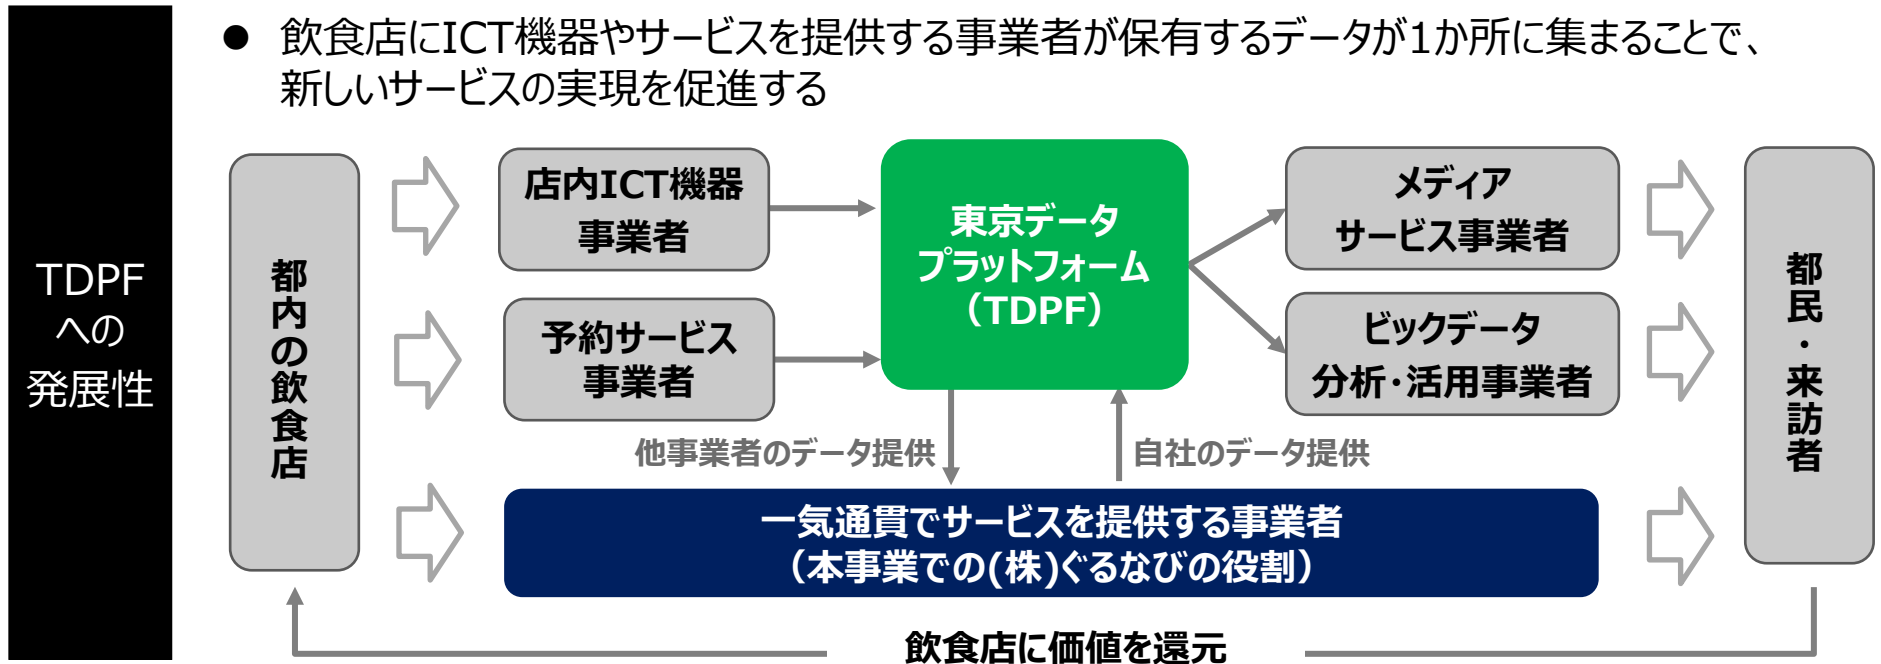 TDPF
への
発展性
● 飲食店にICT機器やサービスを提供する事業者が保有するデータが1か所に集まることで、
新しいサービスの実現を促進する
都内の飲食店
店内ICT機器
事業者
予約サービス
事業者
東京データ
プラットフォーム
（TDPF）
メディア
サービス事業者
ビックデータ
分析・活用事業者
都民・来訪者
他事業者のデータ提供
自社のデータ提供
一気通貫でサービスを提供する事業者
（本事業での(株)ぐるなびの役割）
飲食店に価値を還元